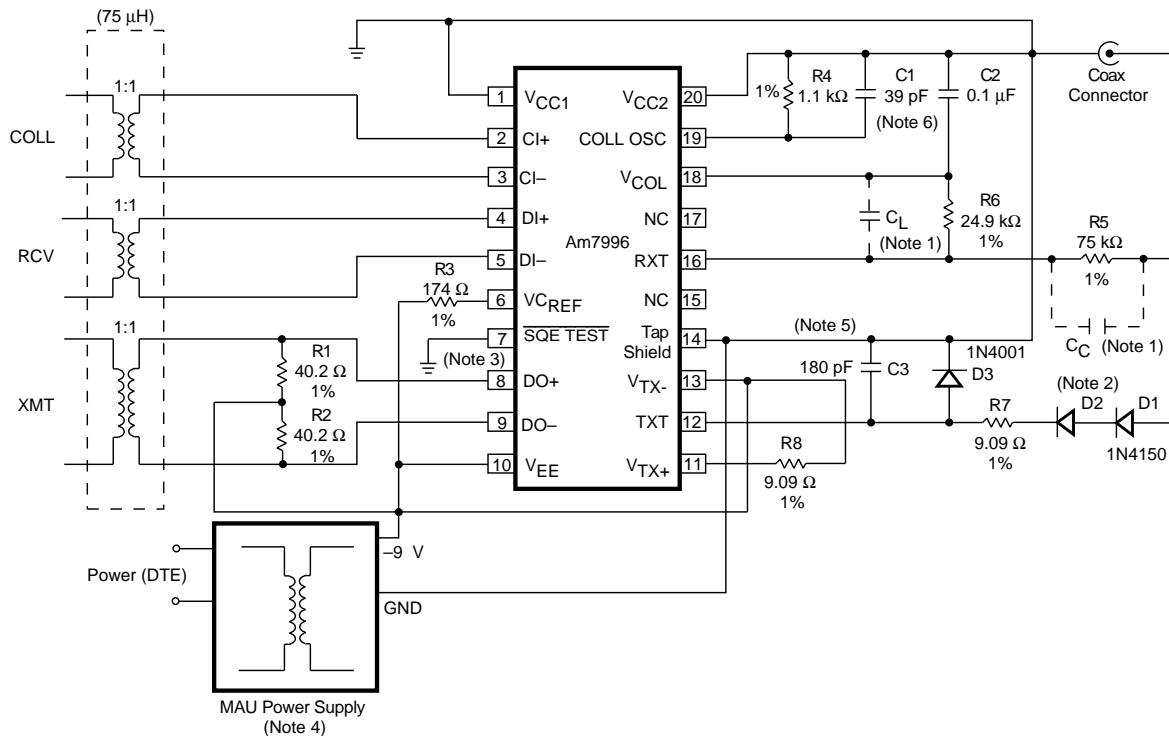 (75 μH)
1:1
COLL
1:1
RCV
1:1
XMT
R1
40.2 Ω
1%
R2
40.2 Ω
1%
R3
174 Ω
1%
(Note 3)
1 VCC1
2 CI+
3 CI–
4 DI+
5 DI–
6 VCREF
7 SQE TEST
8 DO+
9 DO–
10 VEE
Am7996
VCC2 20
COLL OSC 19
VCOL 18
NC 17
RXT 16
NC 15
Tap Shield 14
VTX- 13
TXT 12
VTX+ 11
R4
1%
1.1 kΩ
C1
39 pF
(Note 6)
C2
0.1 μF
Coax
Connector
CL
(Note 1)
R6
24.9 kΩ
1%
R5
75 kΩ
1%
CC (Note 1)
(Note 5)
180 pF C3
1N4001
D3
(Note 2)
D2
D1
1N4150
R7
9.09 Ω
1%
R8
9.09 Ω
1%
–9 V
GND
Power (DTE)
MAU Power Supply
(Note 4)